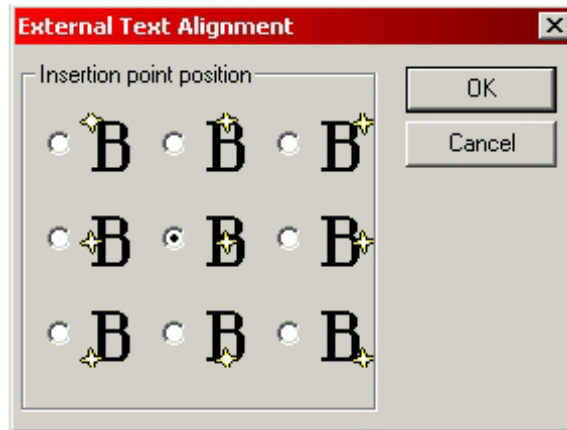 External Text Alignment
Insertion point position
OK
Cancel
B B B
B B B
B B B